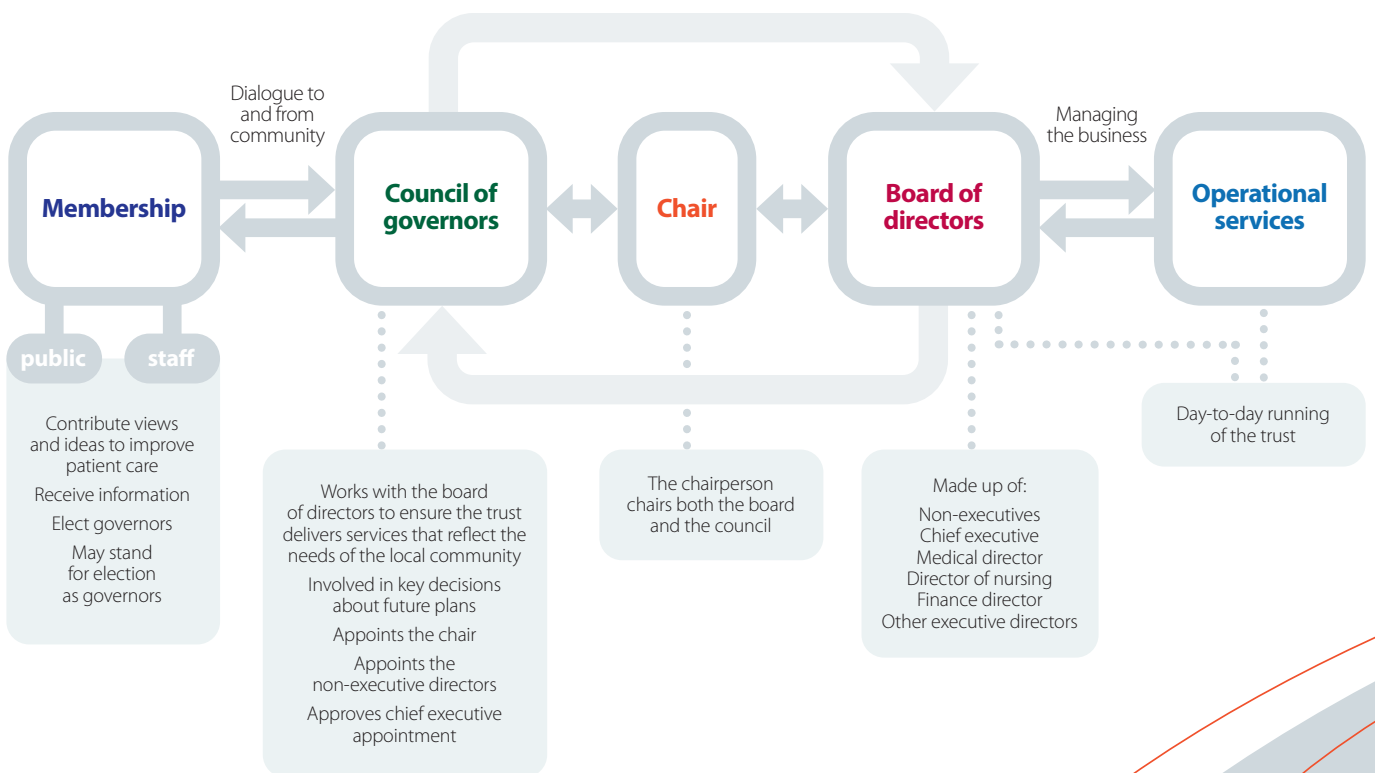 Dialogue to
and from
community
Managing
the business
Membership
Council of
governors
Chair
Board of
directors
Operational
services
public
staff
Contribute views
and ideas to improve
patient care
Receive information
Elect governors
May stand
for election
as governors
Works with the board
of directors to ensure the trust
delivers services that reflect the
needs of the local community
Involved in key decisions
about future plans
Appoints the chair
Appoints the
non-executive directors
Approves chief executive
appointment
The chairperson
chairs both the board
and the council
Made up of:
Non-executives
Chief executive
Medical director
Director of nursing
Finance director
Other executive directors
Day-to-day running
of the trust